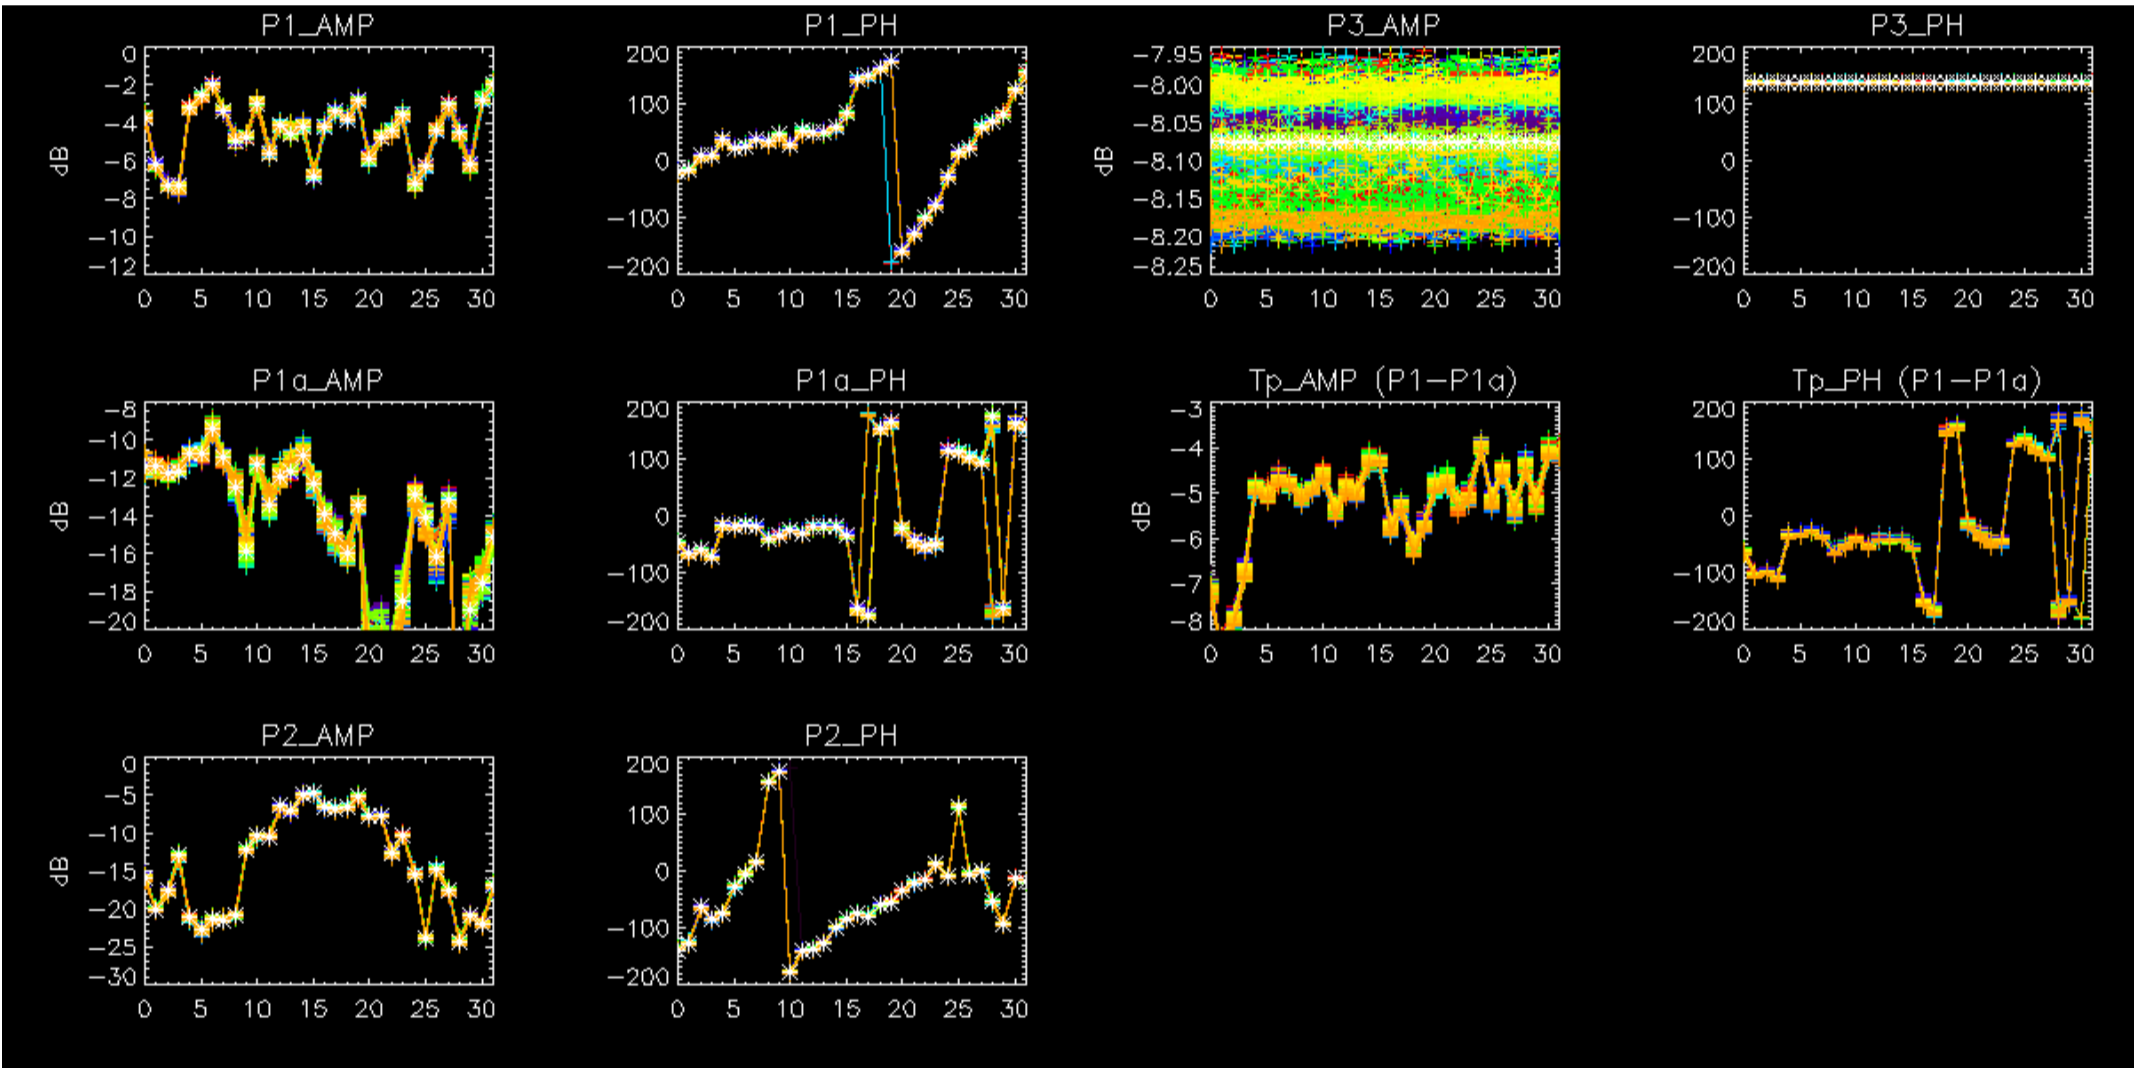 P1_AMP
0
−2
−4
−6
−8
−10
−12
dB
0 5 10 15 20 25 30
P1_PH
200
100
0
−100
−200
0 5 10 15 20 25 30
P3_AMP
−7.95
−8.00
−8.05
−8.10
−8.15
−8.20
−8.25
dB
0 5 10 15 20 25 30
P3_PH
200
100
0
−100
−200
0 5 10 15 20 25 30
P1a_AMP
−8
−10
−12
−14
−16
−18
−20
dB
0 5 10 15 20 25 30
P1a_PH
200
100
0
−100
−200
0 5 10 15 20 25 30
Tp_AMP (P1−P1a)
−3
−4
−5
−6
−7
−8
dB
0 5 10 15 20 25 30
Tp_PH (P1−P1a)
200
100
0
−100
−200
0 5 10 15 20 25 30
P2_AMP
0
−5
−10
−15
−20
−25
−30
dB
0 5 10 15 20 25 30
P2_PH
200
100
0
−100
−200
0 5 10 15 20 25 30